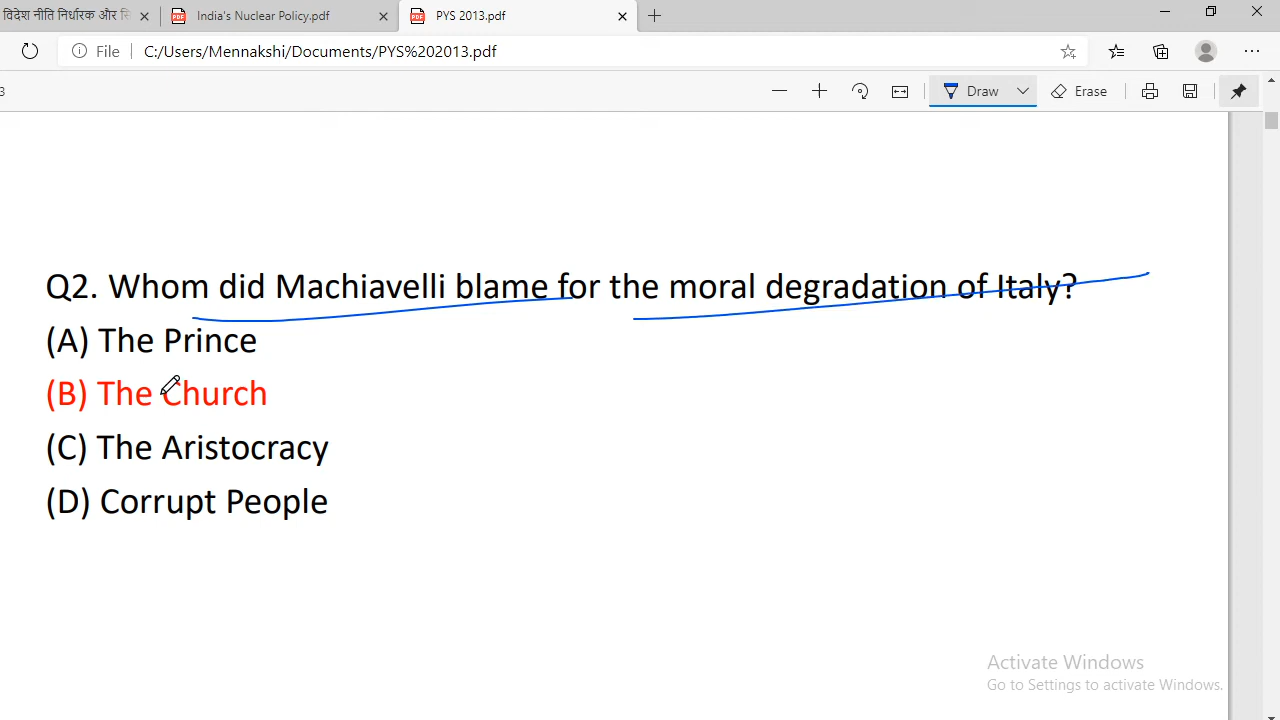 विदेश नीति निर्धारक और
India's Nuclear Policy.pdf
PYS 2013.pdf
File
C:/Users/Mennakshi/Documents/PYS%202013.pdf
3
Draw
Erase
Q2. Whom did Machiavelli blame for the moral degradation of Italy?
(A) The Prince
(B) The Church
(C) The Aristocracy
(D) Corrupt People
Activate Windows
Go to Settings to activate Windows.